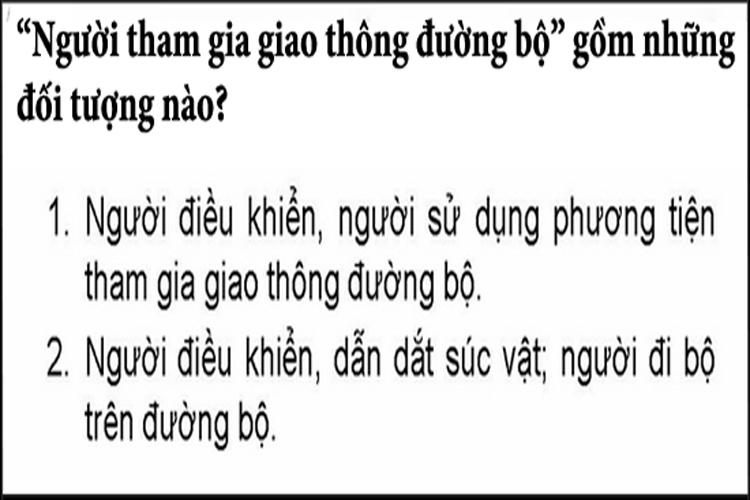 “Người tham gia giao thông đường bộ” gồm những
đối tượng nào?
1. Người điều khiển, người sử dụng phương tiện
tham gia giao thông đường bộ.
2. Người điều khiển, dẫn dắt súc vật; người đi bộ
trên đường bộ.